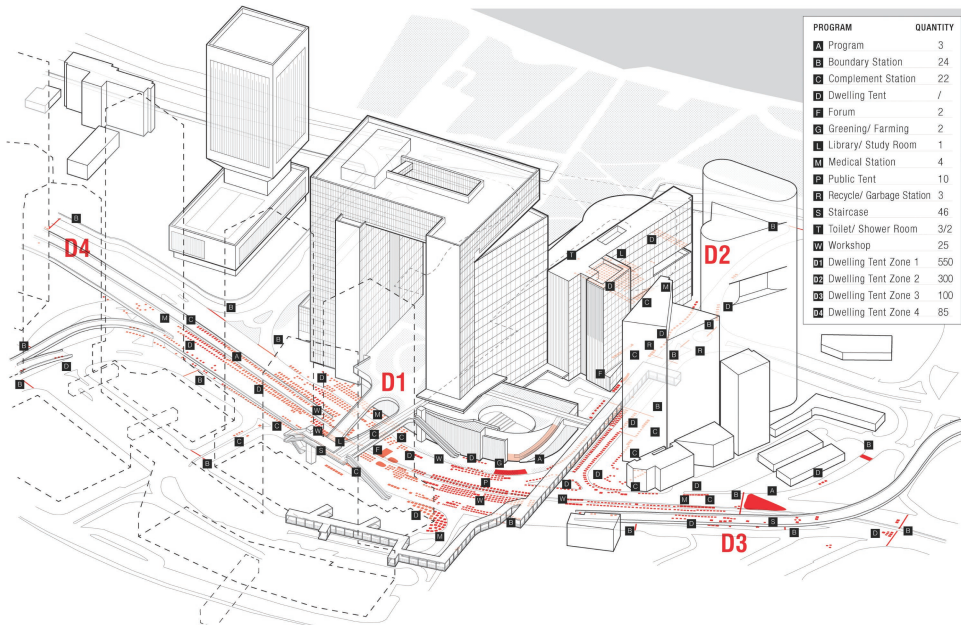 PROGRAM QUANTITY
A Program 3
B Boundary Station 24
C Complement Station 22
D Dwelling Tent /
F Forum 2
G Greening/ Farming 2
L Library/ Study Room 1
M Medical Station 4
P Public Tent 10
R Recycle/ Garbage Station 3
S Staircase 46
T Toilet/ Shower Room 3/2
W Workshop 25
D1 Dwelling Tent Zone 1 550
D2 Dwelling Tent Zone 2 300
D3 Dwelling Tent Zone 3 100
D4 Dwelling Tent Zone 4 85
D4
D2
D1
D3